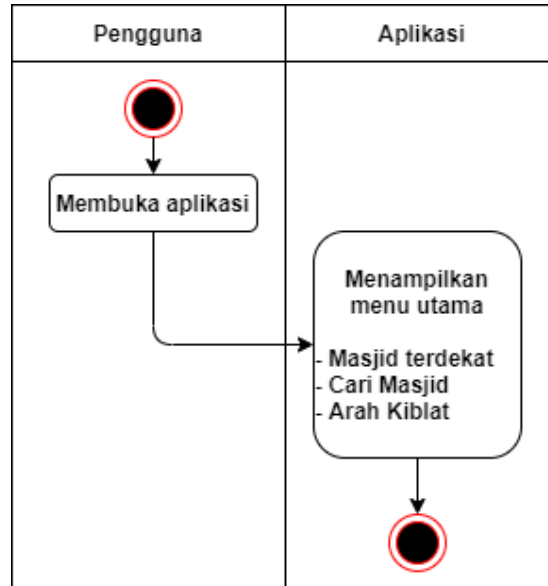 Pengguna
Aplikasi
Membuka aplikasi
Menampilkan
menu utama
- Masjid terdekat
- Cari Masjid
- Arah Kiblat